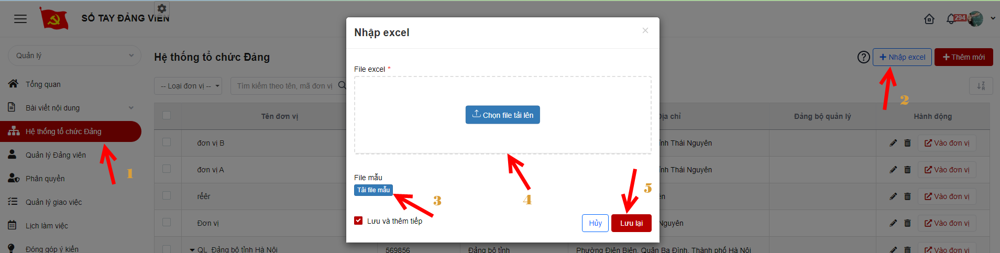 SỔ TAY ĐẢNG VIÊN
294
Quản lý
Tổng quan
Bài viết nội dung
Hệ thống tổ chức Đảng
1
Quản lý Đảng viên
Phân quyền
Quản lý giao việc
Lịch làm việc
Đóng góp ý kiến
Hệ thống tổ chức Đảng
? Nhập excel Thêm mới
2
-- Loại đơn vị --
Tìm kiếm theo tên, mã đơn vị
Tên đơn vị Địa chỉ Đảng bộ quản lý Hành động
đơn vị B ỉnh Thái Nguyên Vào đơn vị
đơn vị A ỉnh Thái Nguyên Vào đơn vị
rểêr ên Vào đơn vị
Đơn vị Nguyên Vào đơn vị
QL_Đảng bộ tỉnh Hà Nội 569856 Đảng bộ tỉnh Phường Điện Biên, Quận Ba Đình, Thành phố Hà Nội Vào đơn vị
Nhập excel
×
File excel *
Chọn file tải lên
4
File mẫu
Tải file mẫu
3
5
Lưu và thêm tiếp
Hủy Lưu lại